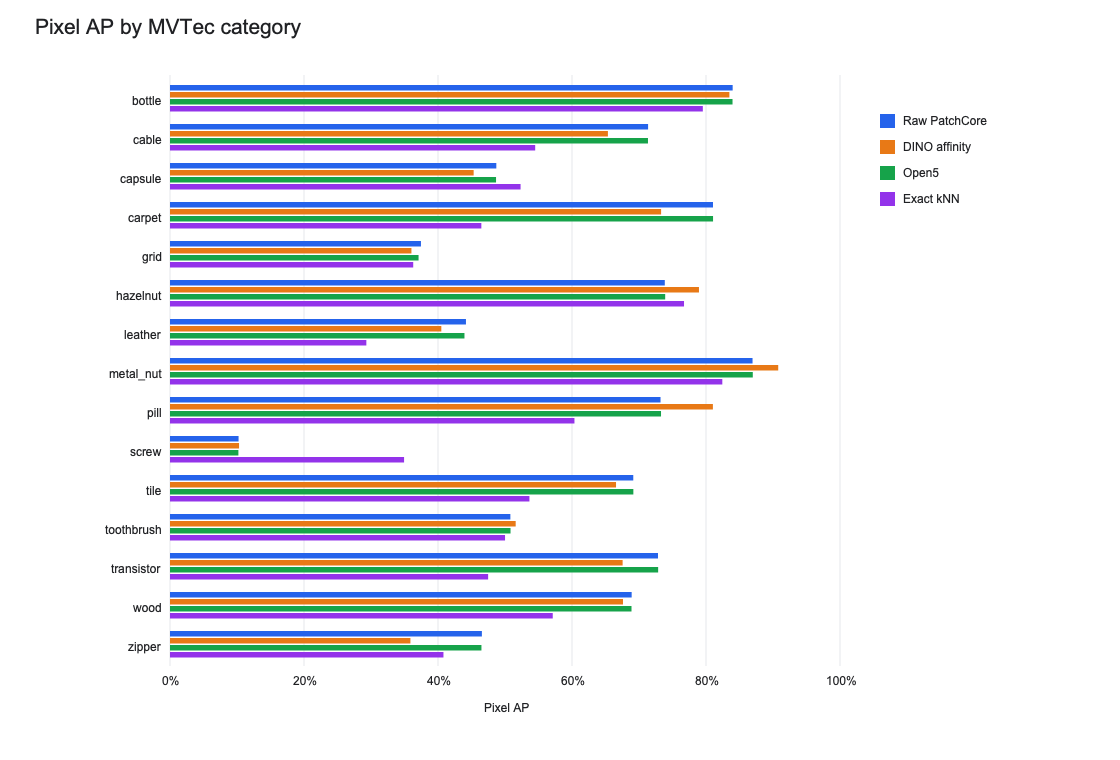 Pixel AP by MVTec category
bottle
cable
capsule
carpet
grid
hazelnut
leather
metal_nut
pill
screw
tile
toothbrush
transistor
wood
zipper
0% 20% 40% 60% 80% 100%
Pixel AP
Raw PatchCore
DINO affinity
Open5
Exact kNN